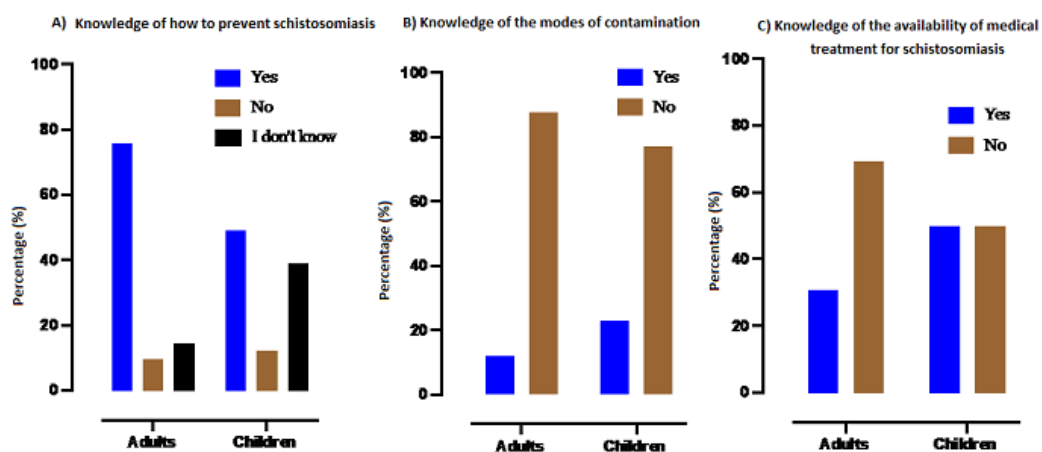 A) Knowledge of how to prevent schistosomiasis
100
80
60
40
20
0
Percentage (%)
Yes
No
I don't know
Adults
Children
B) Knowledge of the modes of contamination
100
80
60
40
20
0
Percentage (%)
Yes
No
Adults
Children
C) Knowledge of the availability of medical
treatment for schistosomiasis
100
80
60
40
20
0
Percentage (%)
Yes
No
Adults
Children